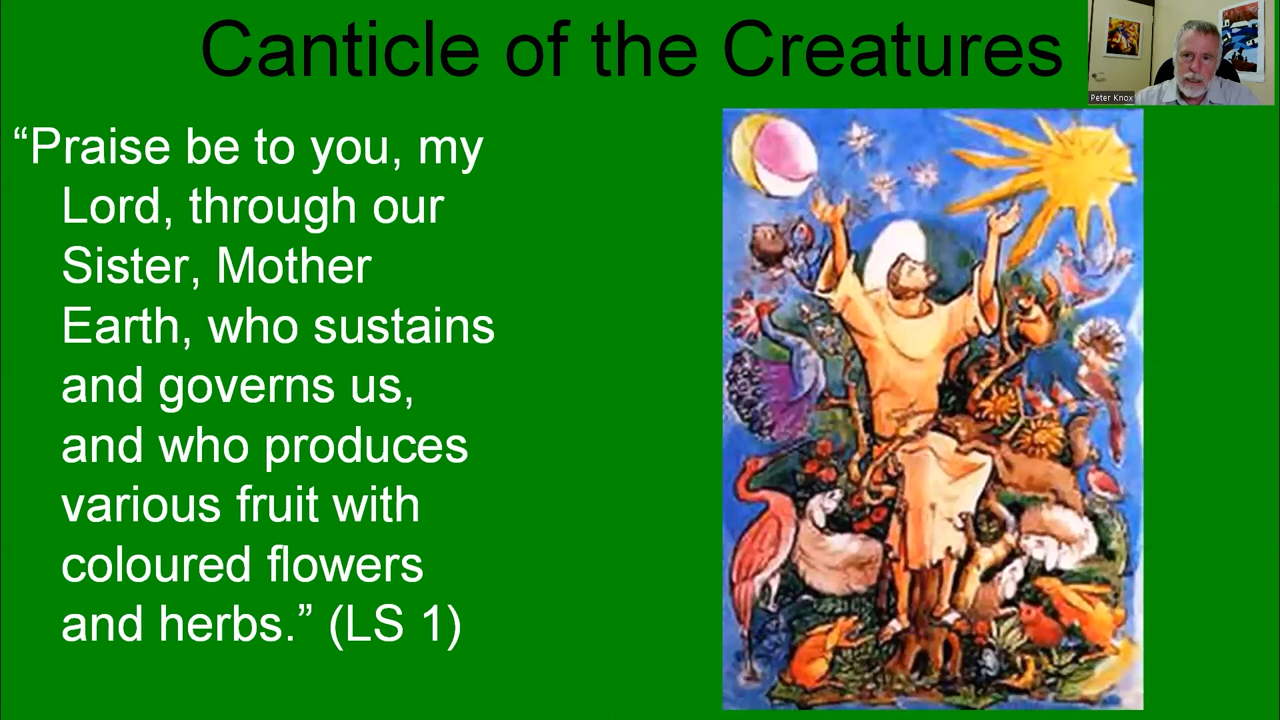 Canticle of the Creatures
Peter Knox
“Praise be to you, my
Lord, through our
Sister, Mother
Earth, who sustains
and governs us,
and who produces
various fruit with
coloured flowers
and herbs.” (LS 1)